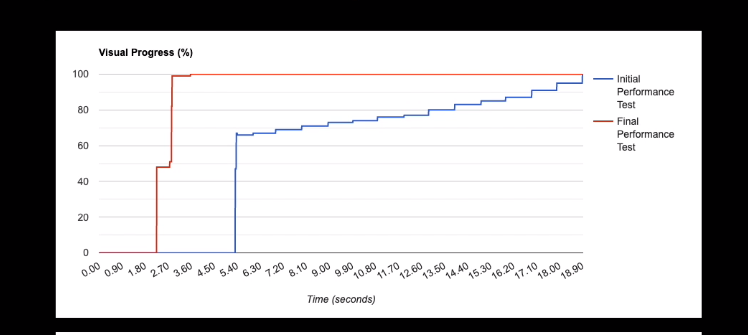 Visual Progress (%)
100
80
60
40
20
0
Initial
Performance
Test
Final
Performance
Test
0.00 0.90 1.80 2.70 3.60 4.50 5.40 6.30 7.20 8.10 9.00 9.90 10.80 11.70 12.60 13.50 14.40 15.30 16.20 17.10 18.00 18.90
Time (seconds)